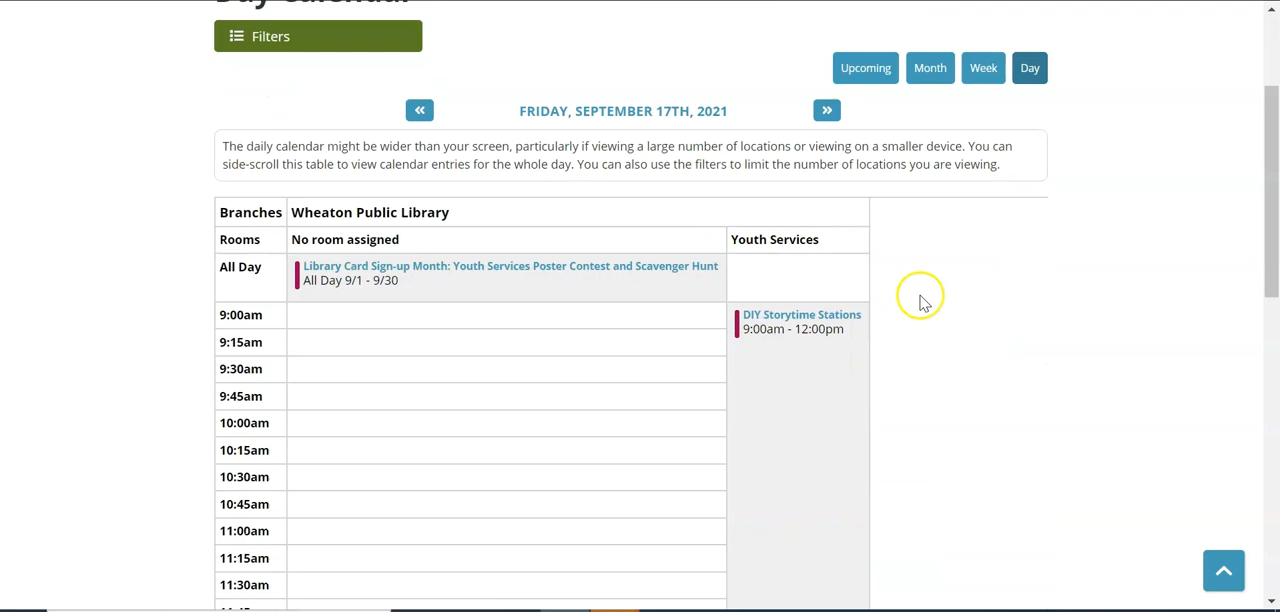 Day Calendar
Filters
Upcoming Month Week Day
« FRIDAY, SEPTEMBER 17TH, 2021 »
The daily calendar might be wider than your screen, particularly if viewing a large number of locations or viewing on a smaller device. You can
side-scroll this table to view calendar entries for the whole day. You can also use the filters to limit the number of locations you are viewing.
Branches Wheaton Public Library
Rooms No room assigned Youth Services
All Day Library Card Sign-up Month: Youth Services Poster Contest and Scavenger Hunt
All Day 9/1 - 9/30
9:00am DIY Storytime Stations
9:00am - 12:00pm
9:15am
9:30am
9:45am
10:00am
10:15am
10:30am
10:45am
11:00am
11:15am
11:30am